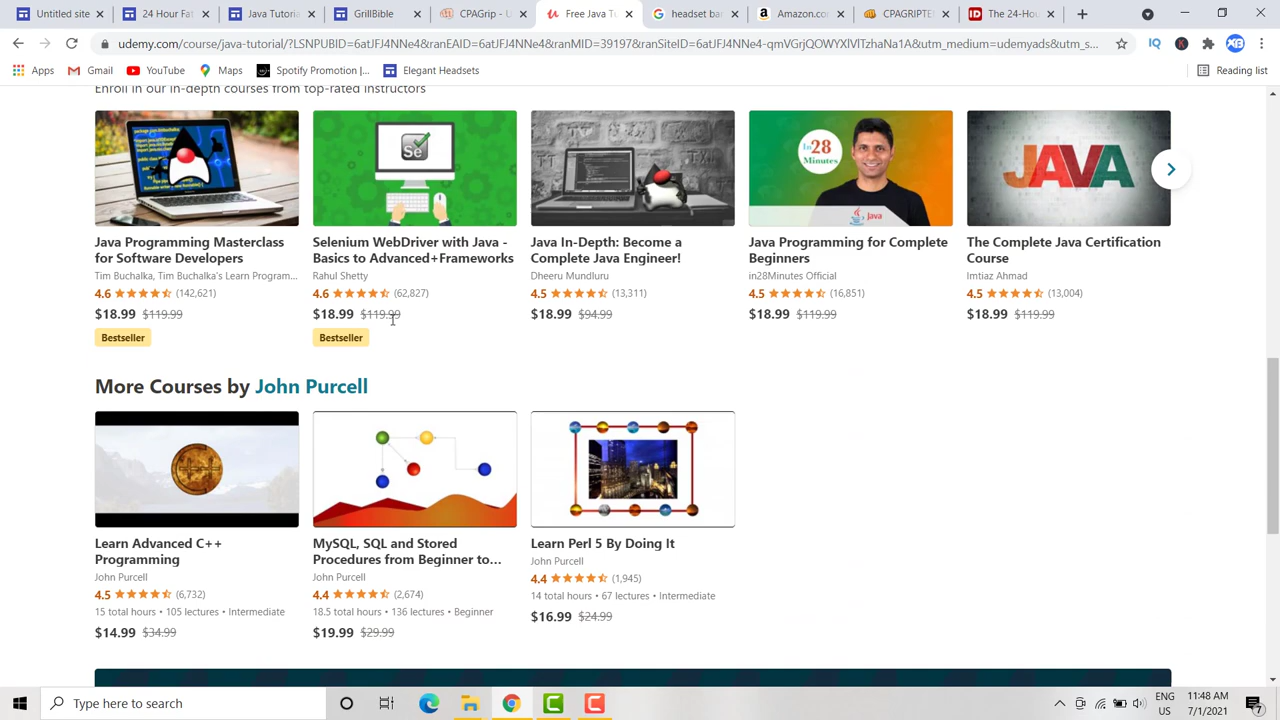 Untitled website
24 Hour Fat
Java Tutoria
GrillBible
CPAGrip - U
Free Java Tu
headset bar
Amazon.com
CPAGRIPTE
The 24-Hou
udemy.com/course/java-tutorial/?LSNPUBID=6atJFJ4NNe4&ranEAID=6atJFJ4NNe4&ranMID=39197&ranSiteID=6atJFJ4NNe4-qmVGrjQOWYXlVlTzhaNa1A&utm_medium=udemyads&utm_s...
Apps
Gmail
YouTube
Maps
Spotify Promotion |...
Elegant Headsets
Reading list
Enroll in our in-depth courses from top-rated instructors
Se
In 28
Minutes
Java
JAVA
Java Programming Masterclass
for Software Developers
Tim Buchalka, Tim Buchalka's Learn Program...
4.6 (142,621)
$18.99 $119.99
Bestseller
Selenium WebDriver with Java -
Basics to Advanced+Frameworks
Rahul Shetty
4.6 (62,827)
$18.99 $119.99
Bestseller
Java In-Depth: Become a
Complete Java Engineer!
Dheeru Mundluru
4.5 (13,311)
$18.99 $94.99
Java Programming for Complete
Beginners
in28Minutes Official
4.5 (16,851)
$18.99 $119.99
The Complete Java Certification
Course
Imtiaz Ahmad
4.5 (13,004)
$18.99 $119.99
More Courses by John Purcell
Learn Advanced C++
Programming
John Purcell
4.5 (6,732)
15 total hours • 105 lectures • Intermediate
$14.99 $34.99
MySQL, SQL and Stored
Procedures from Beginner to...
John Purcell
4.4 (2,674)
18.5 total hours • 136 lectures • Beginner
$19.99 $29.99
Learn Perl 5 By Doing It
John Purcell
4.4 (1,945)
14 total hours • 67 lectures • Intermediate
$16.99 $24.99
Type here to search
ENG
US
11:48 AM
7/1/2021
7